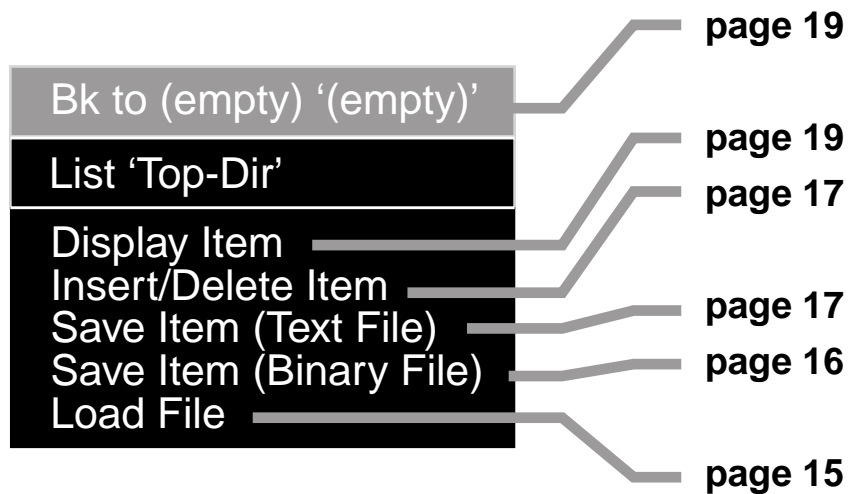 page 19
Bk to (empty) ‘(empty)’
page 19
List ‘Top-Dir’
page 17
Display Item
Insert/Delete Item
Save Item (Text File)
page 17
Save Item (Binary File)
page 16
Load File
page 15